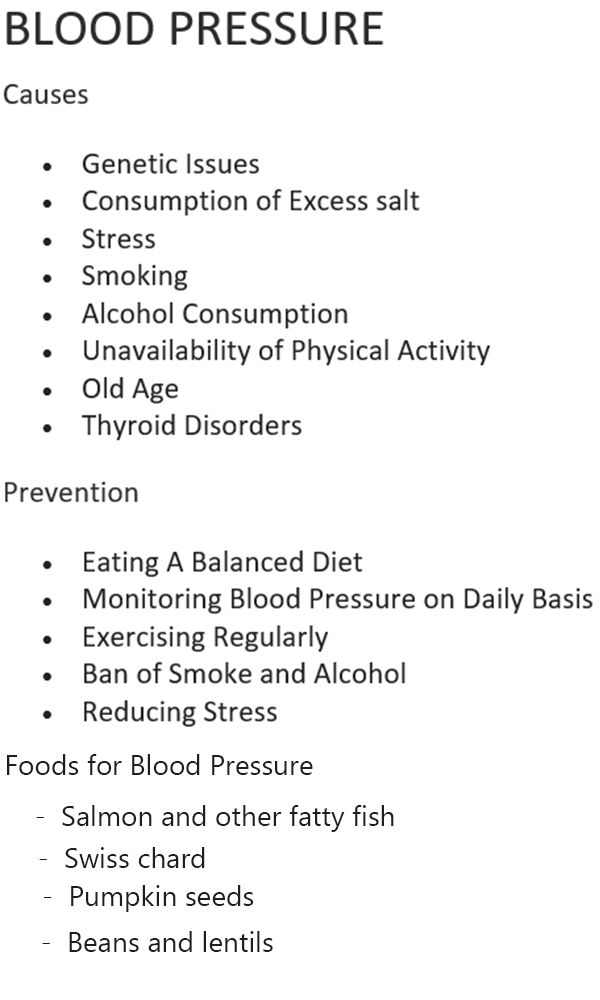 BLOOD PRESSURE
Causes
• Genetic Issues
• Consumption of Excess salt
• Stress
• Smoking
• Alcohol Consumption
• Unavailability of Physical Activity
• Old Age
• Thyroid Disorders
Prevention
• Eating A Balanced Diet
• Monitoring Blood Pressure on Daily Basis
• Exercising Regularly
• Ban of Smoke and Alcohol
• Reducing Stress
Foods for Blood Pressure
- Salmon and other fatty fish
- Swiss chard
- Pumpkin seeds
- Beans and lentils